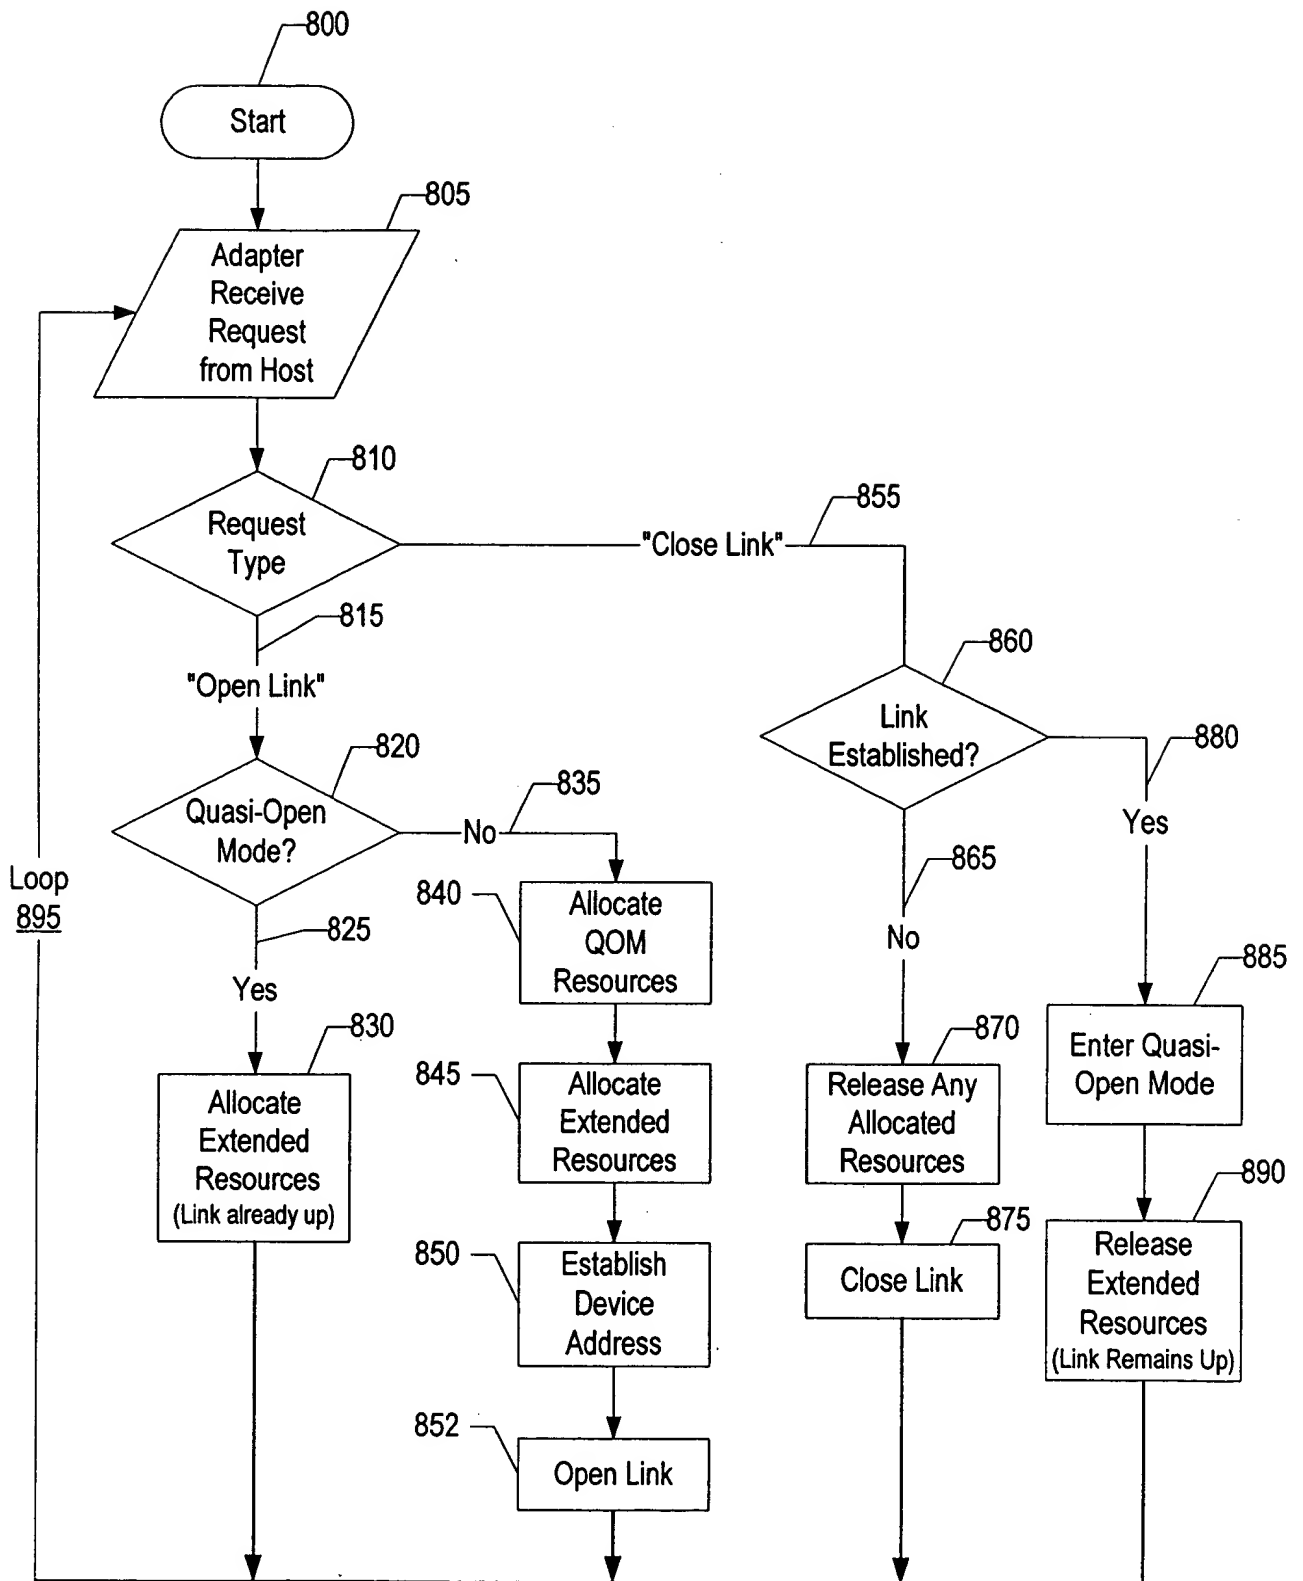 800
Start
805
Adapter
Receive
Request
from Host
810
Request
Type
855
"Close Link"
815
"Open Link"
860
Link
Established?
880
Yes
820
Quasi-Open
Mode?
835
No
865
No
Loop
895
825
Yes
840
Allocate
QOM
Resources
885
Enter Quasi-
Open Mode
830
Allocate
Extended
Resources
(Link already up)
845
Allocate
Extended
Resources
870
Release Any
Allocated
Resources
890
Release
Extended
Resources
(Link Remains Up)
850
Establish
Device
Address
875
Close Link
852
Open Link